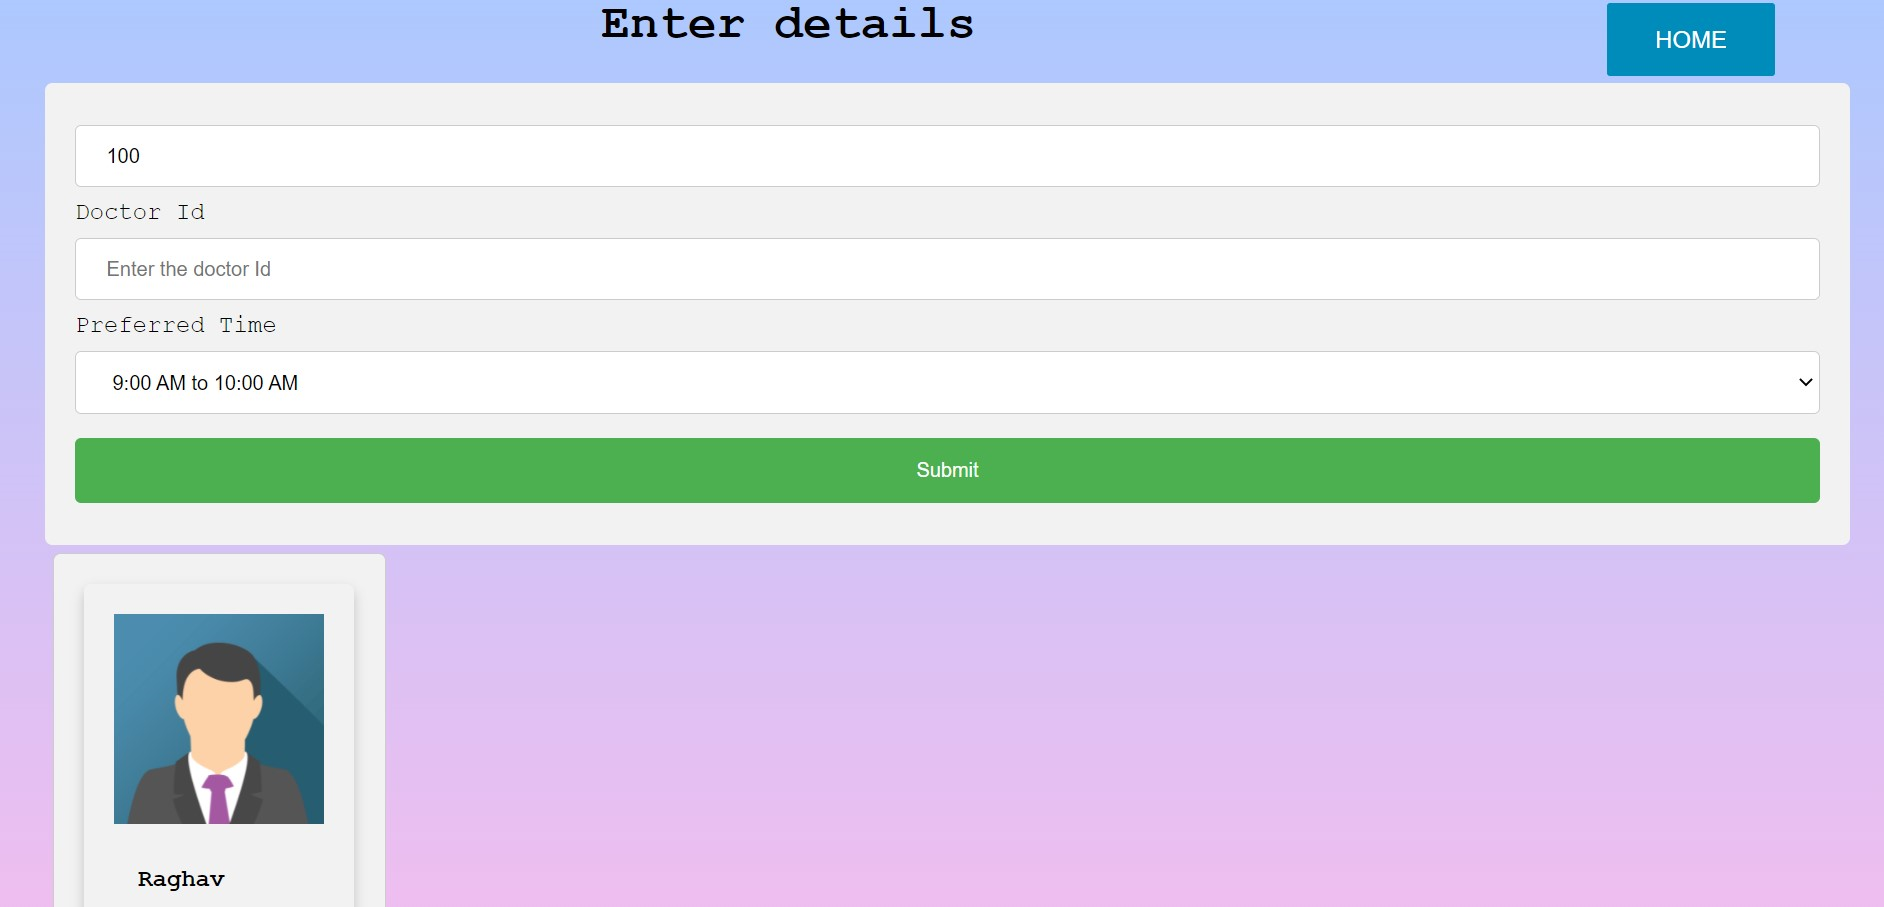 Enter details
HOME
100
Doctor Id
Enter the doctor Id
Preferred Time
9:00 AM to 10:00 AM
Submit
Raghav